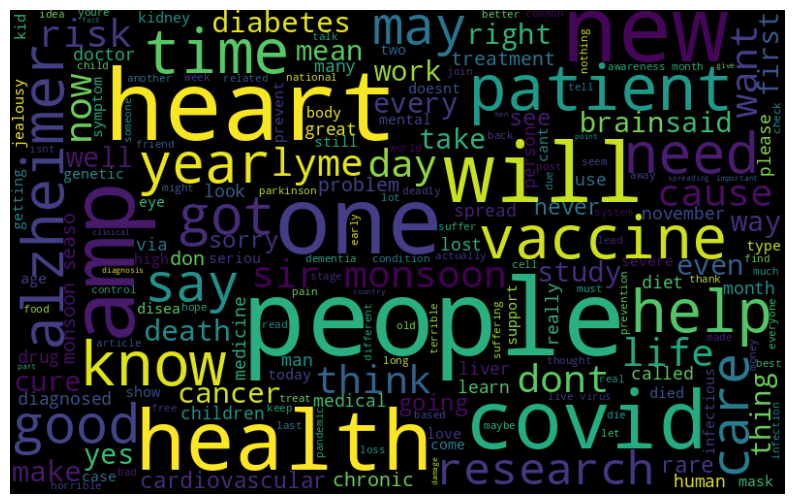 kid
idea
youre
fact
kidney
diabetes
talk
better
common
may
right
new
jealousy
risk
doctor
child
another
week
related
time
national
mean
many
two
join
work
treatment
doesnt
nothing
awareness month
tell
give
want
first
now
symptom
someone
heart
prevent
body
great
still
every
mental
men
back
patient
check
alzheimer
isnt
friend
world
take
persone
cant
see
post
point
brain
said
please
getting
well
genetic
might
year
lyme
look
parkinson
day
problem
deadly
lot
will
use
due
away
seem
spreading
important
need
cause
amp
eye
got
one
spread
never
system
november
way
monsoon seaso
clinical
diagnosis
high
via
don
sorry
seriou
early
suffer
lost
actually
vaccine
lead
severe
type
find
much
age
food
control
say
disea
hope
sir
stage
dementia
condition
monsoon
study
cell
even
must
thank
month
pain
country
people
support
suffering
really
diet
prevention
made
everyone
help
drug
part
article
death
medicine
read
different
old
terrible
man
long
liver
life
money
cure
know
today
think
learn
thought
real
called
best
diagnosed
show
cancer
treat
medical
going
dont
die
died
infectious
infection
thing
good
free
children
keep
pandemic
based
love
maybe
live virus
let
covid
care
yes
case
bad
last
health
loss
come
make
horrible
cardiovascular
chronic
damage
research
rare
human
mask